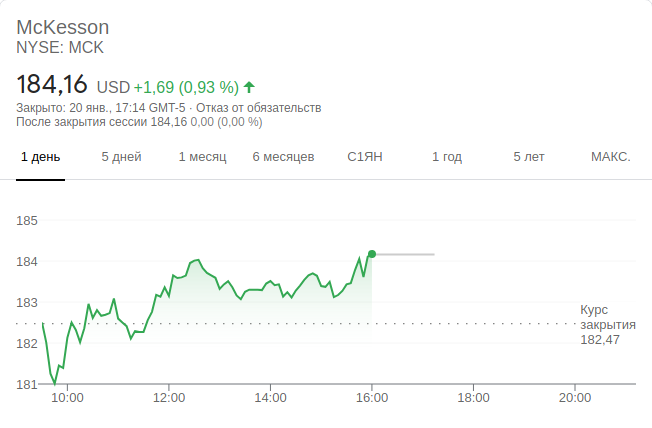 McKesson
NYSE: MCK
184,16 USD +1,69 (0,93 %)
Закрыто: 20 янв., 17:14 GMT-5 · Отказ от обязательств
После закрытия сессии 184,16 0,00 (0,00 %)
1 день 5 дней 1 месяц 6 месяцев С1ЯН 1 год 5 лет МАКС.
185
184
183
182
181
Курс
закрытия
182,47
10:00 12:00 14:00 16:00 18:00 20:00